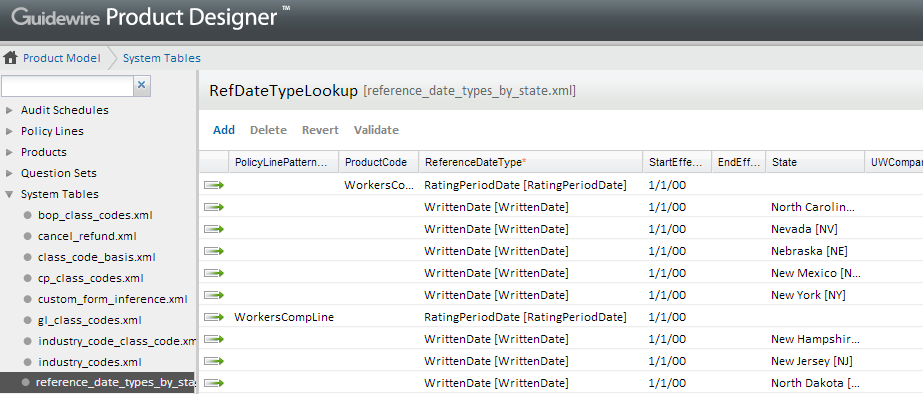 Guidewire Product Designer ™
Product Model System Tables
RefDateTypeLookup [reference_date_types_by_state.xml]
Add Delete Revert Validate
Audit Schedules
Policy Lines
Products
Question Sets
System Tables
bop_class_codes.xml
cancel_refund.xml
class_code_basis.xml
cp_class_codes.xml
custom_form_inference.xml
gl_class_codes.xml
industry_code_class_code.xm
industry_codes.xml
reference_date_types_by_sta
PolicyLinePattern... ProductCode ReferenceDateType* StartEffe... EndEff... State UWCompa
WorkersCo... RatingPeriodDate [RatingPeriodDate] 1/1/00
WrittenDate [WrittenDate] 1/1/00 North Carolin...
WrittenDate [WrittenDate] 1/1/00 Nevada [NV]
WrittenDate [WrittenDate] 1/1/00 Nebraska [NE]
WrittenDate [WrittenDate] 1/1/00 New Mexico [N...
WrittenDate [WrittenDate] 1/1/00 New York [NY]
WorkersCompLine RatingPeriodDate [RatingPeriodDate] 1/1/00
WrittenDate [WrittenDate] 1/1/00 New Hampshir...
WrittenDate [WrittenDate] 1/1/00 New Jersey [NJ]
WrittenDate [WrittenDate] 1/1/00 North Dakota [...